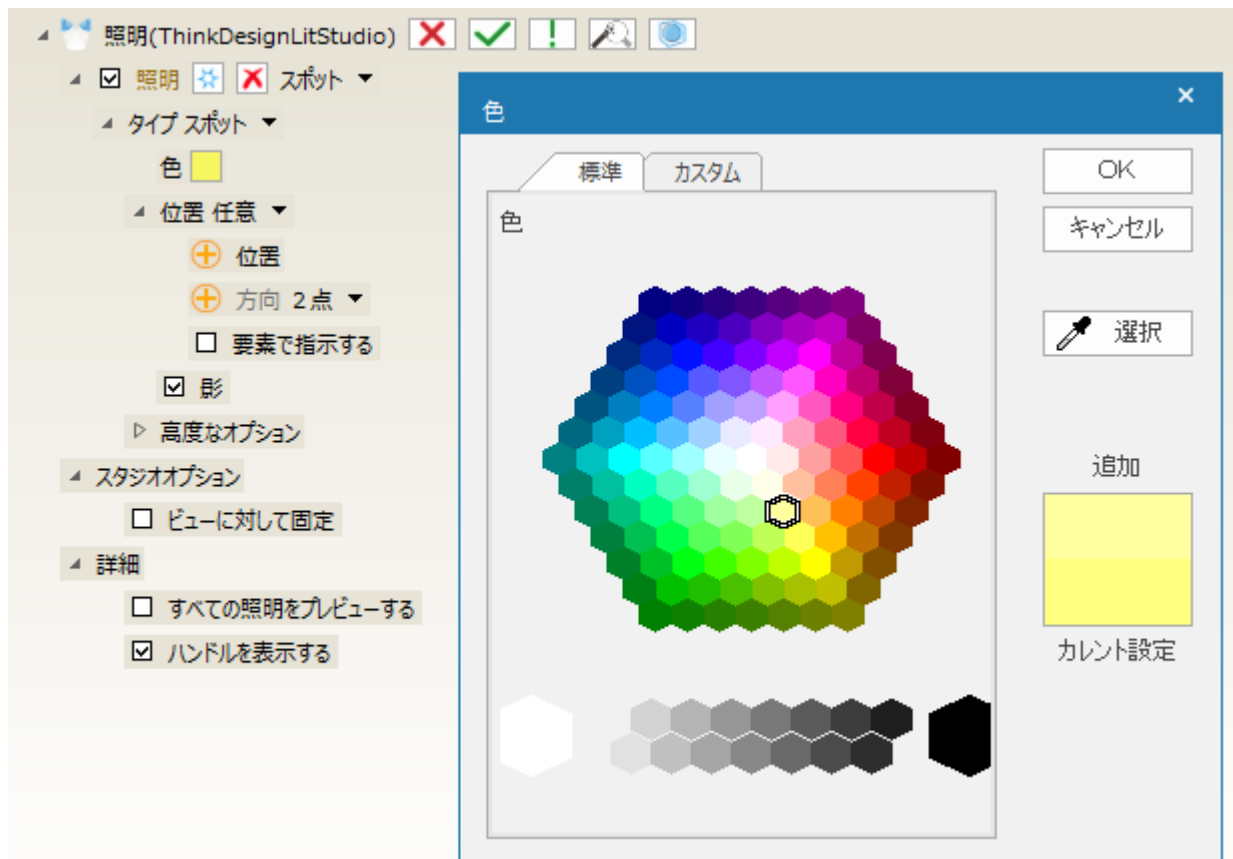 照明(ThinkDesignLitStudio)
照明 スポット
タイプ スポット
色
位置 任意
位置
方向 2点
要素で指示する
影
高度なオプション
スタジオオプション
ビューに対して固定
詳細
すべての照明をプレビューする
ハンドルを表示する
色
標準 カスタム
色
OK
キャンセル
選択
追加
カレント設定